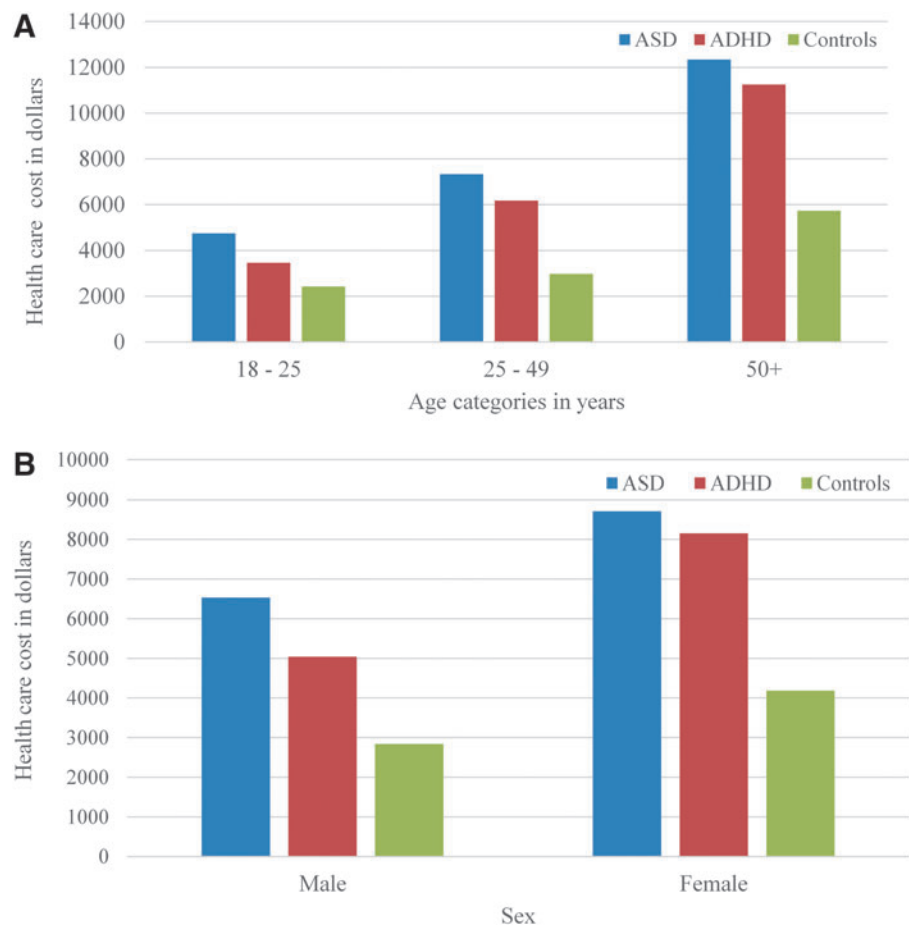 A
Health care cost in dollars
14000
12000
10000
8000
6000
4000
2000
0
ASD ADHD Controls
18 - 25 25 - 49 50+
Age categories in years
B
Health care cost in dollars
10000
9000
8000
7000
6000
5000
4000
3000
2000
1000
0
ASD ADHD Controls
Male Female
Sex